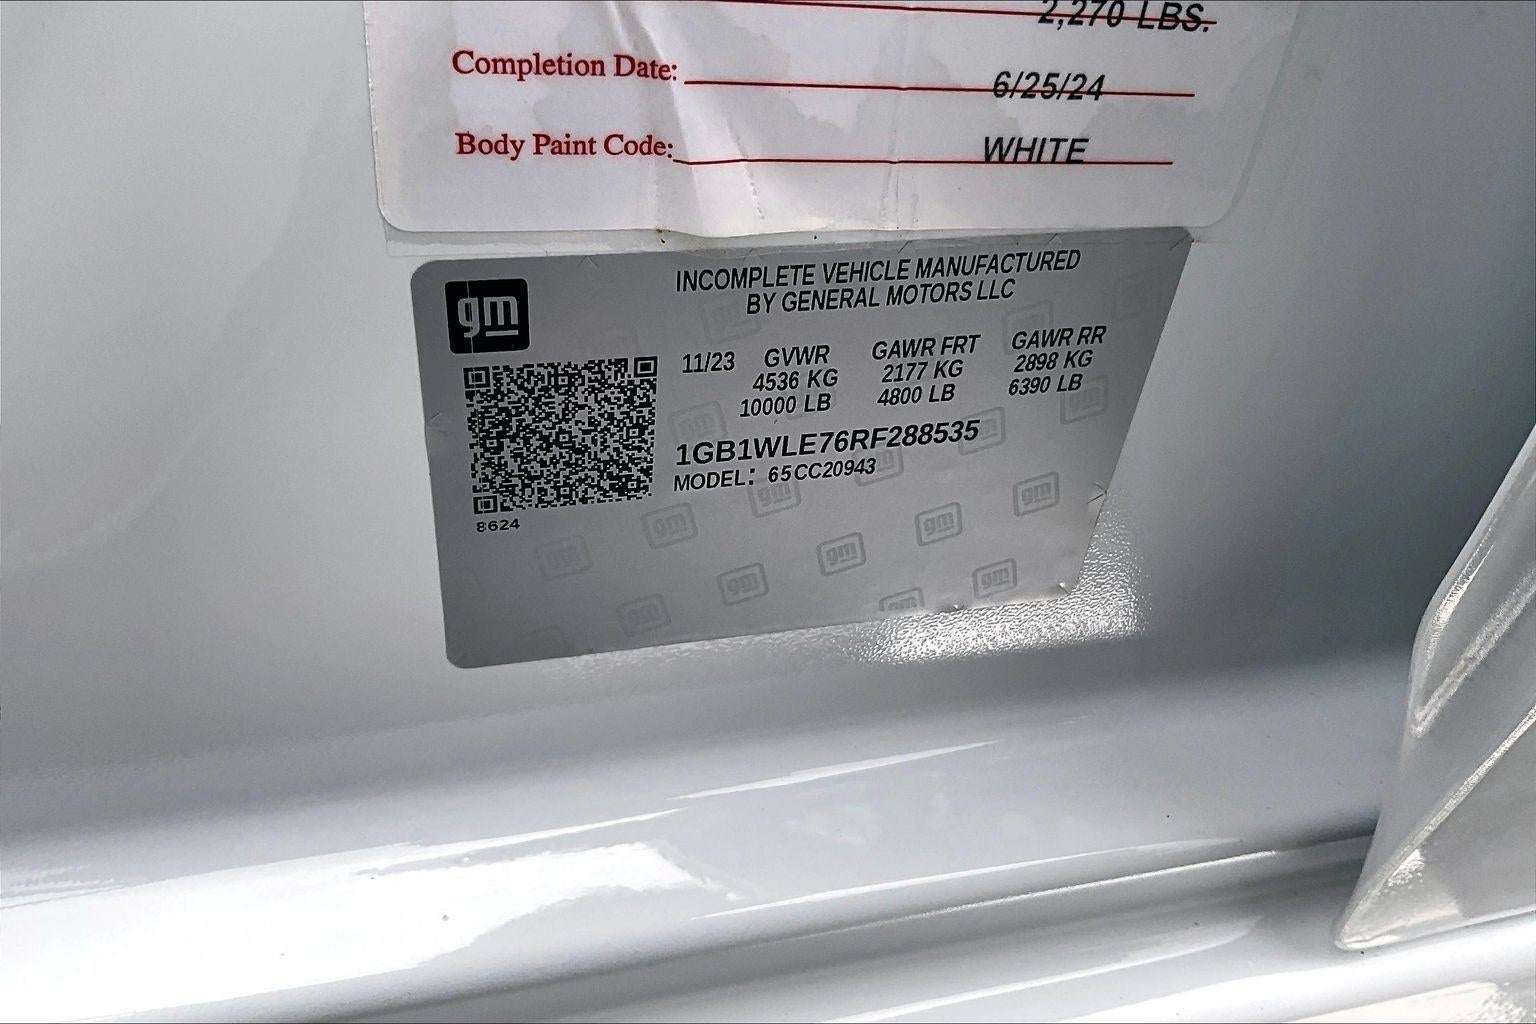 2,270 LBS.
Completion Date: 6/25/24
Body Paint Code: WHITE
gm
INCOMPLETE VEHICLE MANUFACTURED
BY GENERAL MOTORS LLC
11/23 GVWR GAWR FRT GAWR RR
4536 KG 2177 KG 2898 KG
10000 LB 4800 LB 6390 LB
1GB1WLE76RF288535
MODEL: 65CC20943
8624